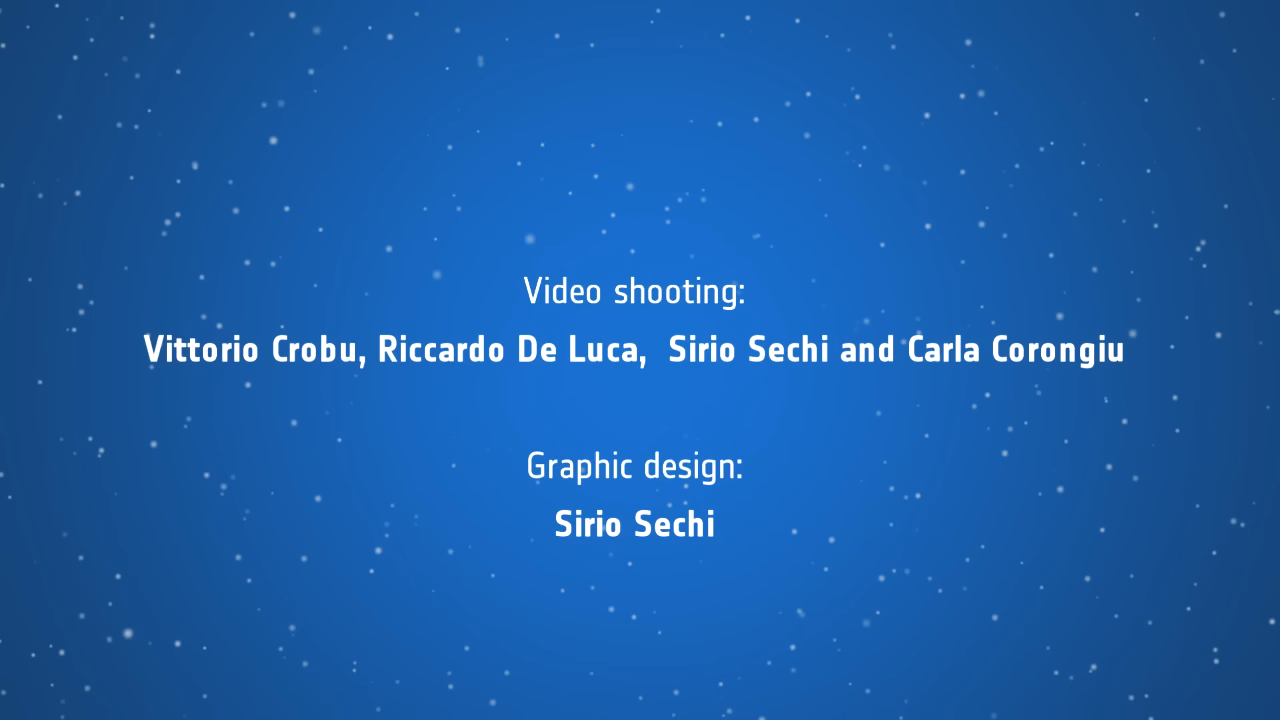 Video shooting:
Vittorio Crobu, Riccardo De Luca,  Sirio Sechi and Carla Corongiu
Graphic design:
Sirio Sechi